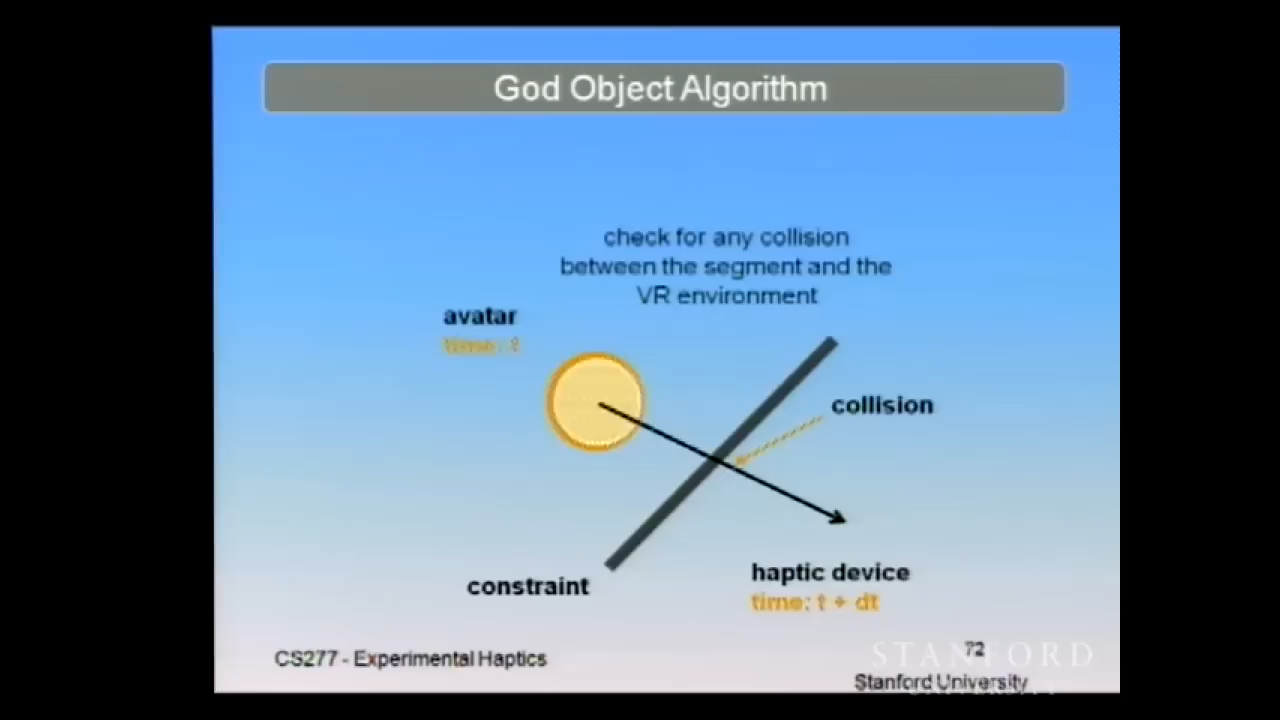 God Object Algorithm
check for any collision
between the segment and the
VR environment
avatar
time: t
collision
constraint
haptic device
time: t + dt
CS277 - Experimental Haptics
72
STANFORD
Stanford University